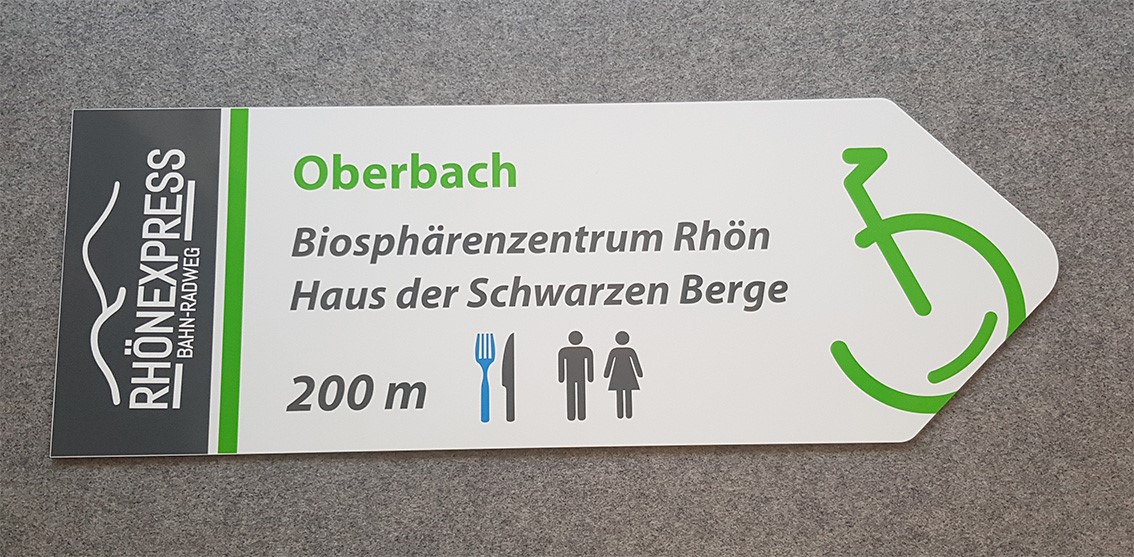 RHÖNEXPRESS
BAHN-RADWEG
Oberbach
Biosphärenzentrum Rhön
Haus der Schwarzen Berge
200 m